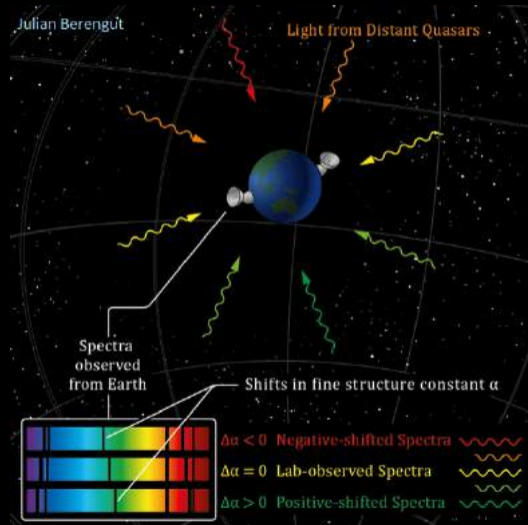 Julian Berengut
Light from Distant Quasars
Spectra
observed
from Earth
Shifts in fine structure constant α
Δα < 0 Negative-shifted Spectra
Δα = 0 Lab-observed Spectra
Δα > 0 Positive-shifted Spectra